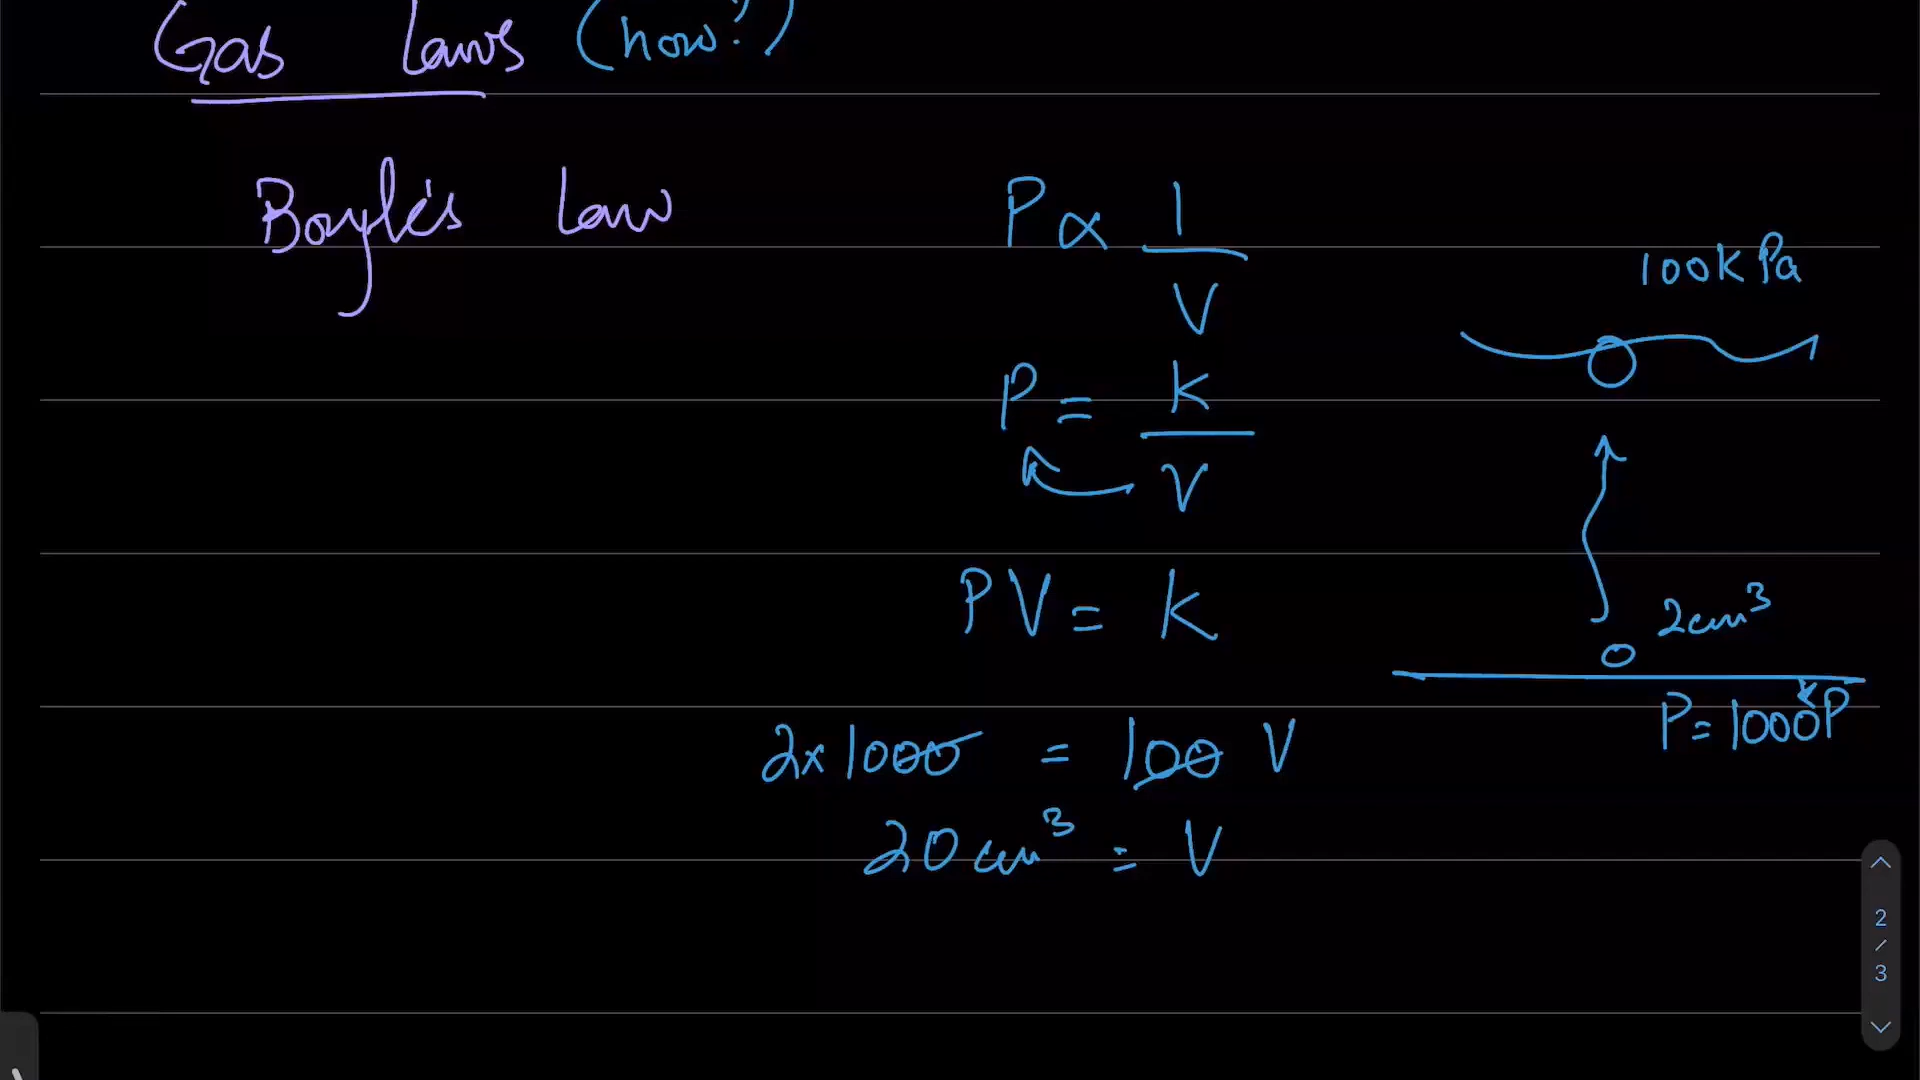 Gas Laws (how?)
Boyle's Law
P ∝ 1/V
100kPa
P = K/V
PV = K
2cm³
P = 1000kP
2x1000 = 100 V
20cm³ = V
2
/
3